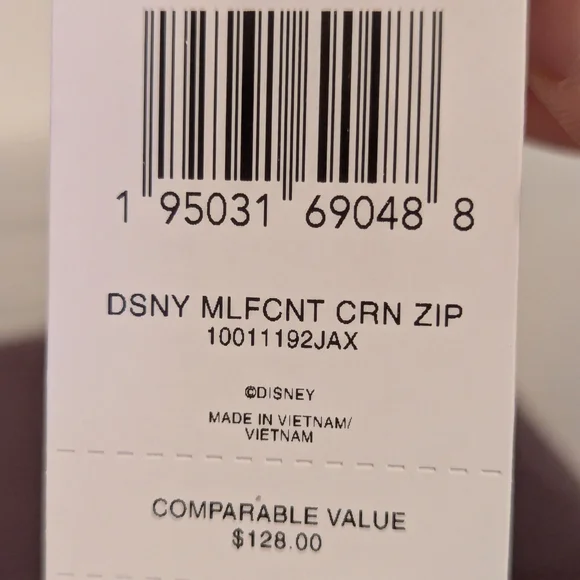 1 95031 69048 8
DSNY MLFCNT CRN ZIP
10011192JAX
©DISNEY
MADE IN VIETNAM/
VIETNAM
COMPARABLE VALUE
$128.00